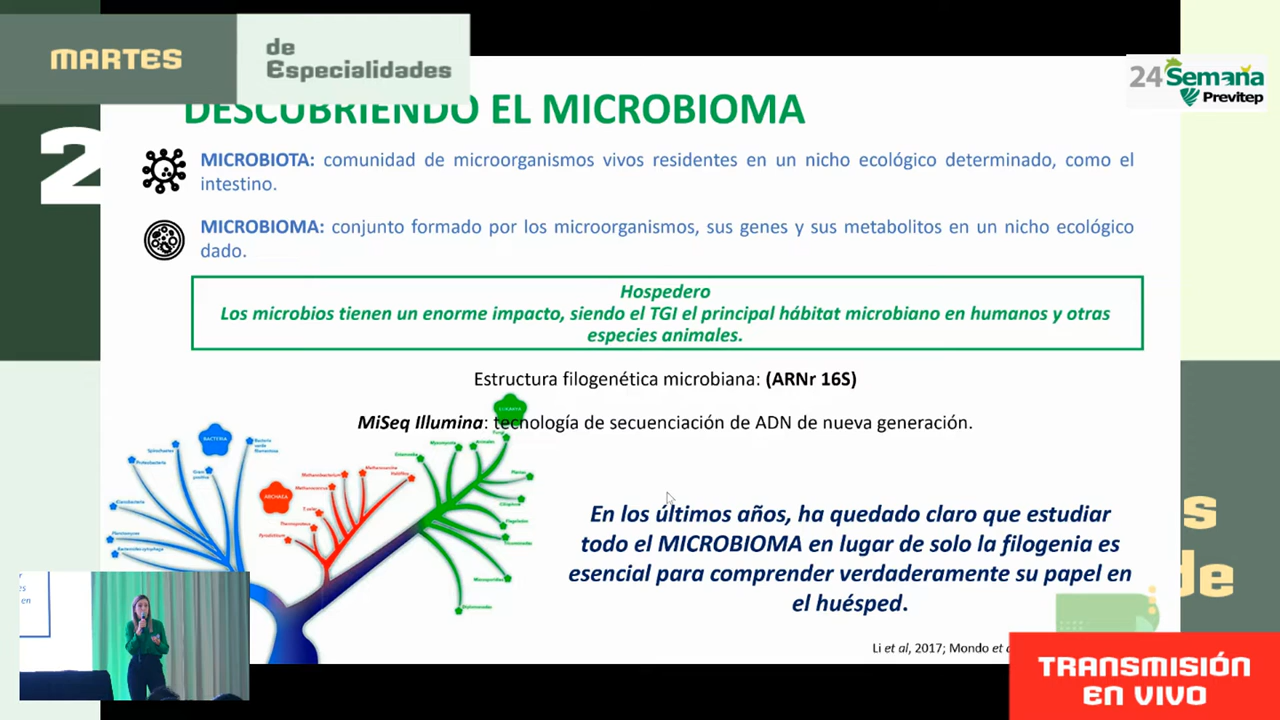 MARTES
de
Especialidades
24 Semana
Previtep
2
DESCUBRIENDO EL MICROBIOMA
MICROBIOTA: comunidad de microorganismos vivos residentes en un nicho ecológico determinado, como el
intestino.
MICROBIOMA: conjunto formado por los microorganismos, sus genes y sus metabolitos en un nicho ecológico
dado.
Hospedero
Los microbios tienen un enorme impacto, siendo el TGI el principal hábitat microbiano en humanos y otras
especies animales.
Estructura filogenética microbiana: (ARNr 16S)
MiSeq Illumina: tecnología de secuenciación de ADN de nueva generación.
BACTERIA
ARCHAEA
En los últimos años, ha quedado claro que estudiar
todo el MICROBIOMA en lugar de solo la filogenia es
esencial para comprender verdaderamente su papel en
el huésped.
s
de
Li et al, 2017; Mondo et
TRANSMISIÓN
EN VIVO